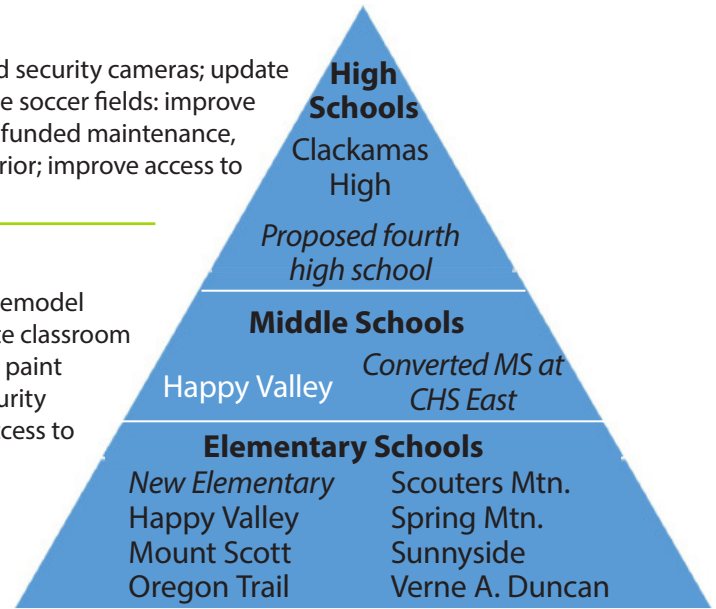 d security cameras; update
e soccer fields: improve
funded maintenance,
rior; improve access to
emodel
te classroom
paint
urity
cess to
High
Schools
Clackamas
High
Proposed fourth
high school
Middle Schools
Happy Valley
Converted MS at
CHS East
Elementary Schools
New Elementary
Happy Valley
Mount Scott
Oregon Trail
Scouters Mtn.
Spring Mtn.
Sunnyside
Verne A. Duncan